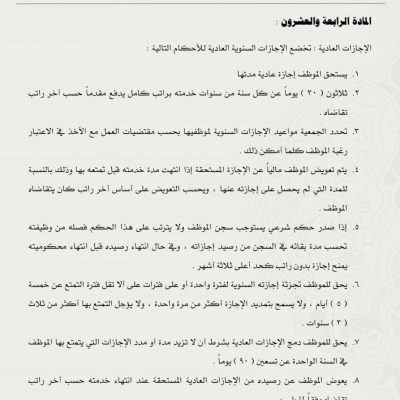 المادة الرابعة والعشرون :
الإجازات العادية : تخضع الإجازات السنوية العادية للأحكام التالية :
١. يستحق الموظف إجازة عادية مدتها
٢. ثلاثون ( ٣٠ ) يوماً عن كل سنة من سنوات خدمته براتب كامل يدفع مقدماً حسب آخر راتب
تقاضاه .
٣. تحدد الجمعية مواعيد الإجازات السنوية لموظفيها بحسب مقتضيات العمل مع الأخذ في الاعتبار
رغبة الموظف كلما أمكن ذلك .
٤. يتم تعويض الموظف مالياً عن الإجازة المستحقة إذا انتهت مدة خدمته قبل تمتعه بها وذلك بالنسبة
للمدة التي لم يحصل على إجازته عنها ، ويحسب التعويض على أساس آخر راتب كان يتقاضاه
الموظف .
٥. إذا صدر حكم شرعي يستوجب سجن الموظف ولا يترتب على هذا الحكم فصله من وظيفته
تحسب مدة بقائه في السجن من رصيد إجازاته ، وفي حال انتهاء رصيده قبل انتهاء محكوميته
يمنح إجازة بدون راتب كحد أعلى ثلاثة أشهر .
٦. يحق للموظف تجزئة إجازته السنوية لفترة واحدة أو على فترات على ألا تقل فترة التمتع عن خمسة
( ٥ ) أيام ، ولا يسمح بتمديد الإجازة أكثر من مرة واحدة ، ولا يؤجل التمتع بها أكثر من ثلاث
( ٣ ) سنوات .
٧. يحق للموظف دمج الإجازات العادية بشرط أن لا تزيد مدة أو مدد الإجازات التي يتمتع بها الموظف
في السنة الواحدة عن تسعين ( ٩٠ ) يوماً .
٨. يعوض الموظف عن رصيده من الإجازات العادية المستحقة عند انتهاء خدمته حسب آخر راتب